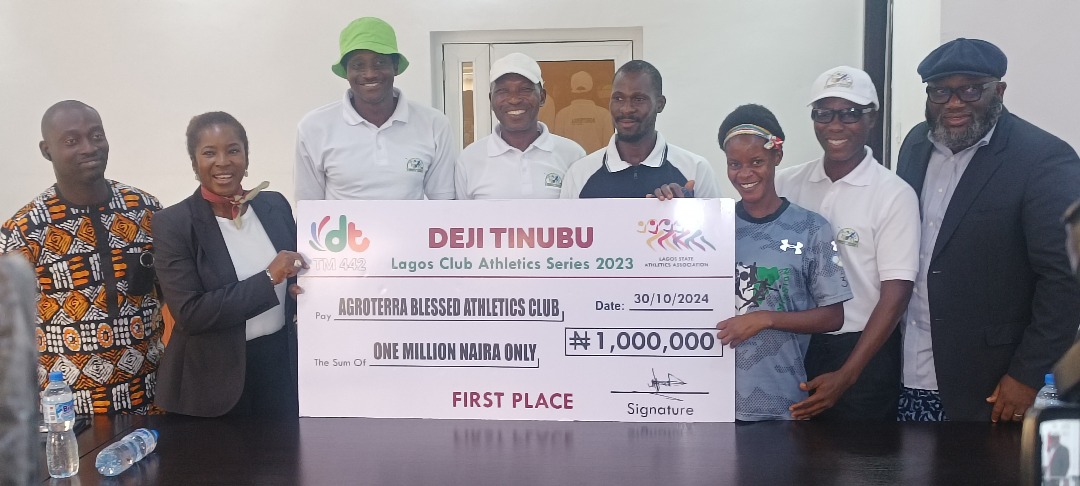 dt
TM 442
DEJI TINUBU
Lagos Club Athletics Series 2023
LAGOS STATE
ATHLETICS ASSOCIATION
Pay AGROTERRA BLESSED ATHLETICS CLUB
Date: 30/10/2024
The Sum Of ONE MILLION NAIRA ONLY
₦ 1,000,000
FIRST PLACE
Signature